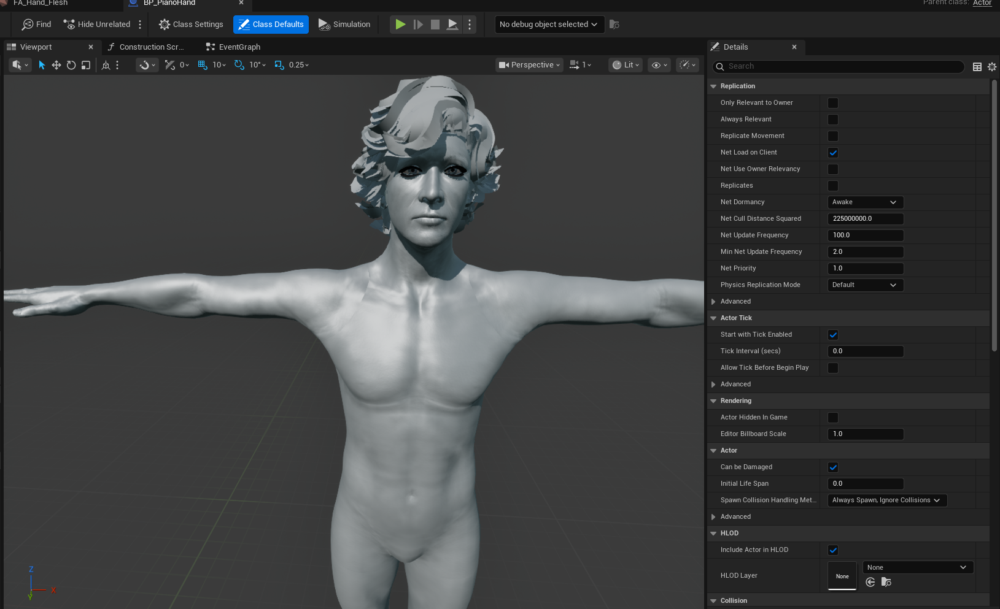 FA_Hand_Flesh
BP_PianoHand
Parent class: Actor
Find
Hide Unrelated
Class Settings
Class Defaults
Simulation
No debug object selected
Viewport
Construction Scr...
EventGraph
Details
0
10
10°
0.25
Perspective
1
Lit
Search
Replication
Only Relevant to Owner
Always Relevant
Replicate Movement
Net Load on Client
Net Use Owner Relevancy
Replicates
Net Dormancy Awake
Net Cull Distance Squared 225000000.0
Net Update Frequency 100.0
Min Net Update Frequency 2.0
Net Priority 1.0
Physics Replication Mode Default
Advanced
Actor Tick
Start with Tick Enabled
Tick Interval (secs) 0.0
Allow Tick Before Begin Play
Advanced
Rendering
Actor Hidden In Game
Editor Billboard Scale 1.0
Actor
Can be Damaged
Initial Life Span 0.0
Spawn Collision Handling Met... Always Spawn, Ignore Collisions
Advanced
HLOD
Include Actor in HLOD
HLOD Layer None None
Collision
Z
X
Y